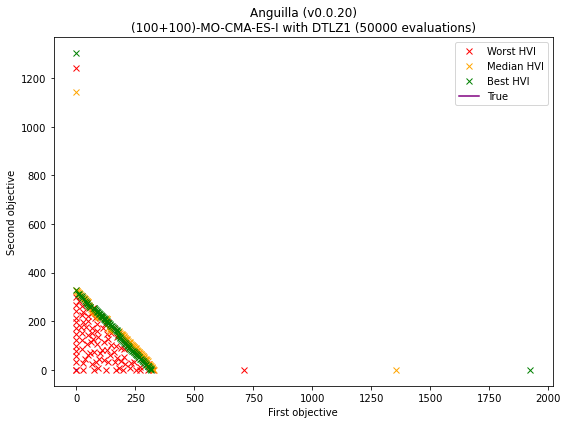 Anguilla (v0.0.20)
(100+100)-MO-CMA-ES-I with DTLZ1 (50000 evaluations)
Worst HVI
Median HVI
Best HVI
True
Second objective
1200
1000
800
600
400
200
0
0
250
500
750
1000
1250
1500
1750
2000
First objective